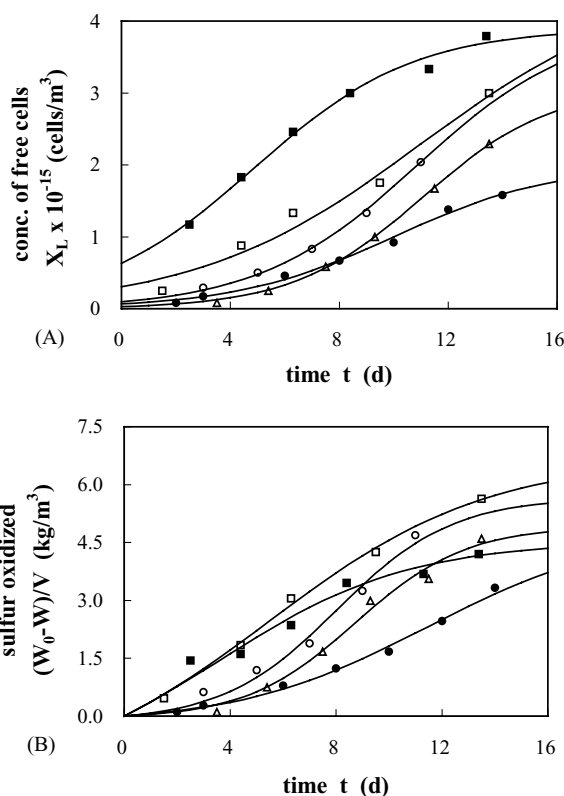 (A)
conc. of free cells
X_L x 10^-15 (cells/m^3)
4
3
2
1
0
0 4 8 12 16
time t (d)
(B)
sulfur oxidized
(W_0-W)/V (kg/m^3)
7.5
6.0
4.5
3.0
1.5
0.0
0 4 8 12 16
time t (d)